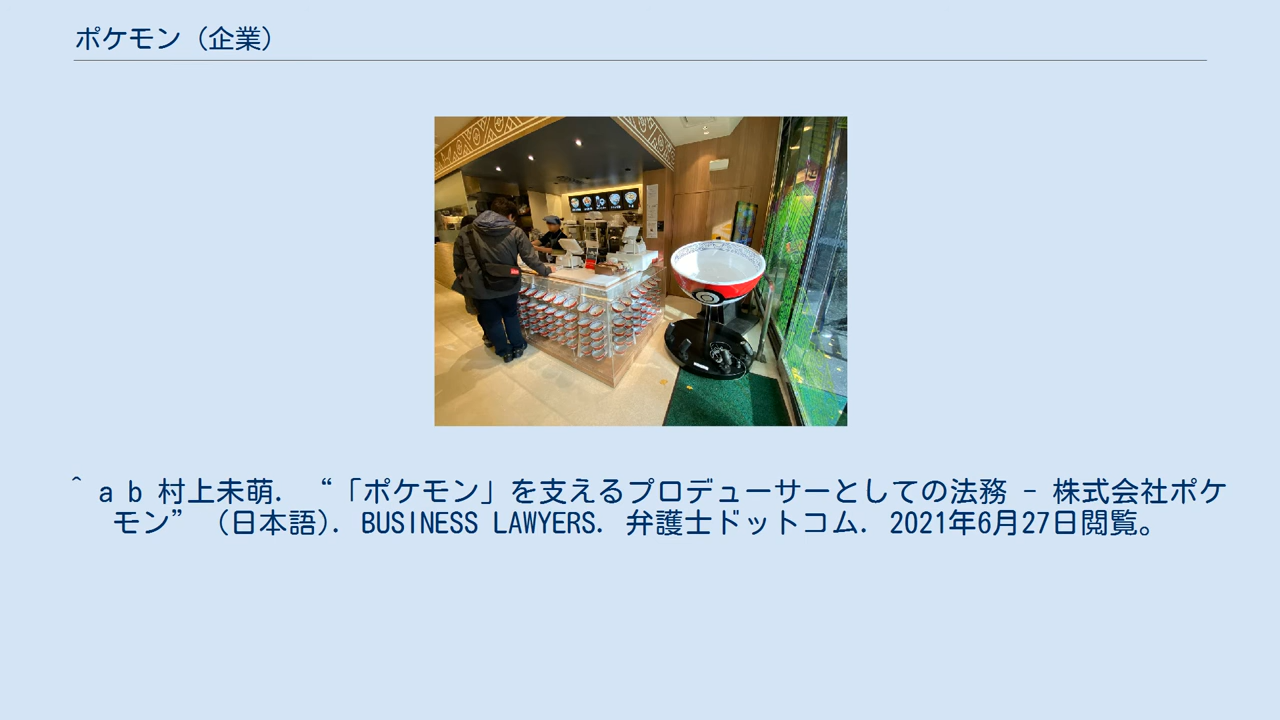 ポケモン（企業）
^ a b 村上未萌. “「ポケモン」を支えるプロデューサーとしての法務 - 株式会社ポケ
モン” (日本語). BUSINESS LAWYERS. 弁護士ドットコム. 2021年6月27日閲覧。